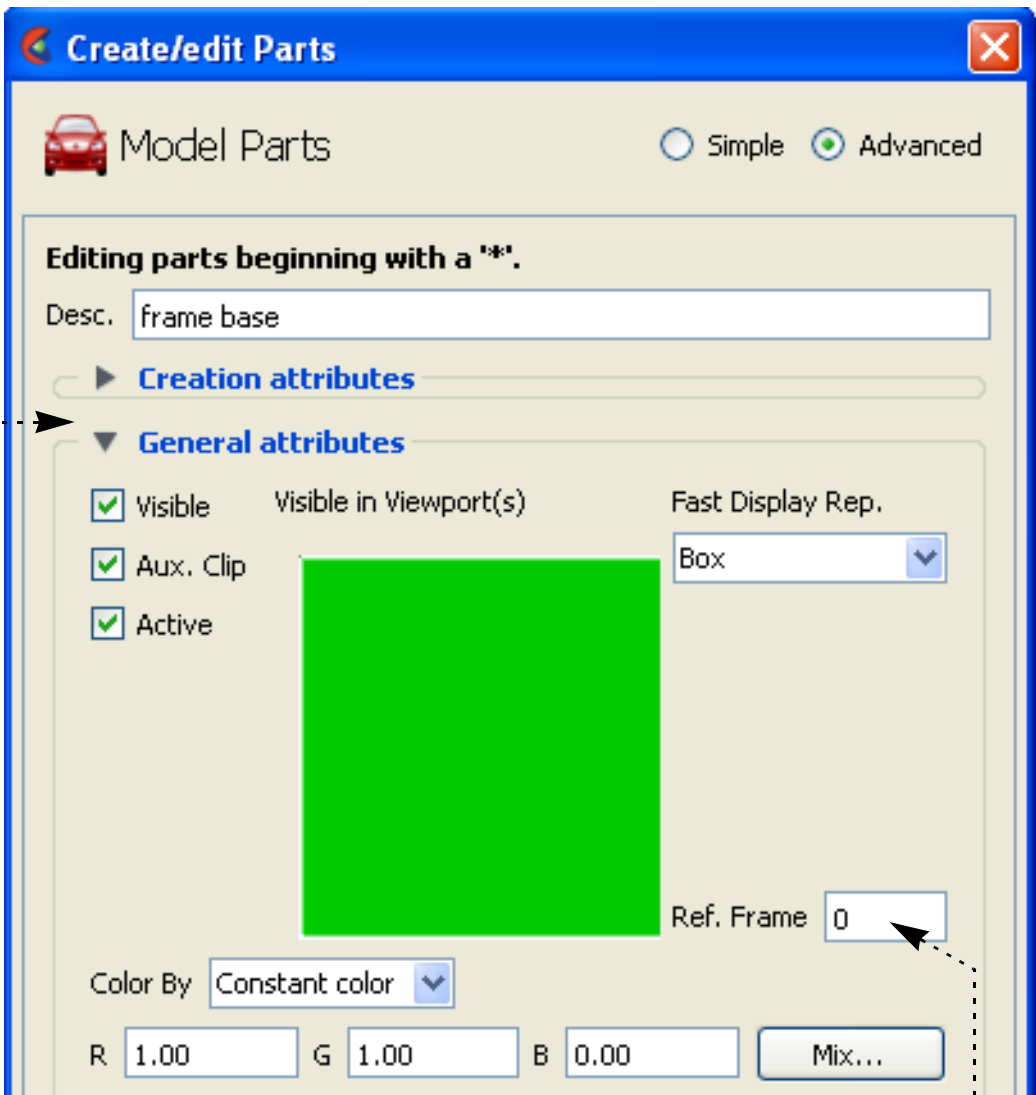 Create/edit Parts
Model Parts Simple Advanced
Editing parts beginning with a '*'.
Desc. frame base
Creation attributes
General attributes
Visible Visible in Viewport(s) Fast Display Rep.
Aux. Clip Box
Active
Ref. Frame 0
Color By Constant color
R 1.00 G 1.00 B 0.00 Mix...